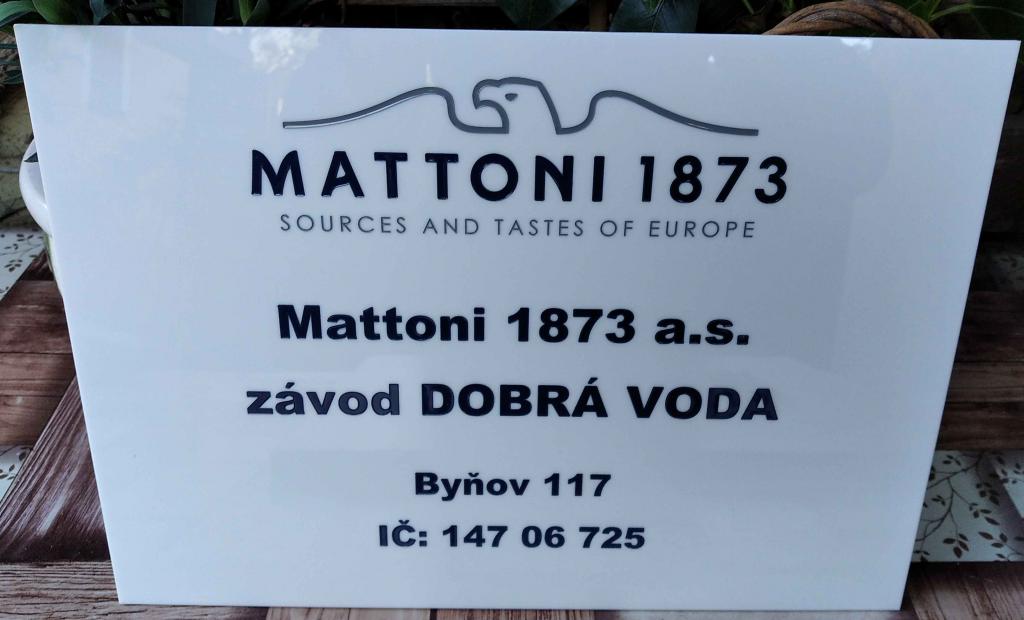 MATTONI 1873
SOURCES AND TASTES OF EUROPE
Mattoni 1873 a.s.
závod DOBRÁ VODA
Byňov 117
IČ: 147 06 725